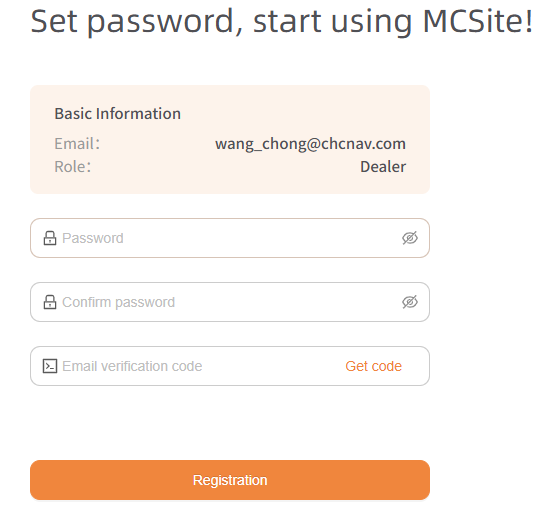 Set password, start using MCSite!
Basic Information
Email： wang_chong@chcnav.com
Role： Dealer
Password
Confirm password
Email verification code Get code
Registration